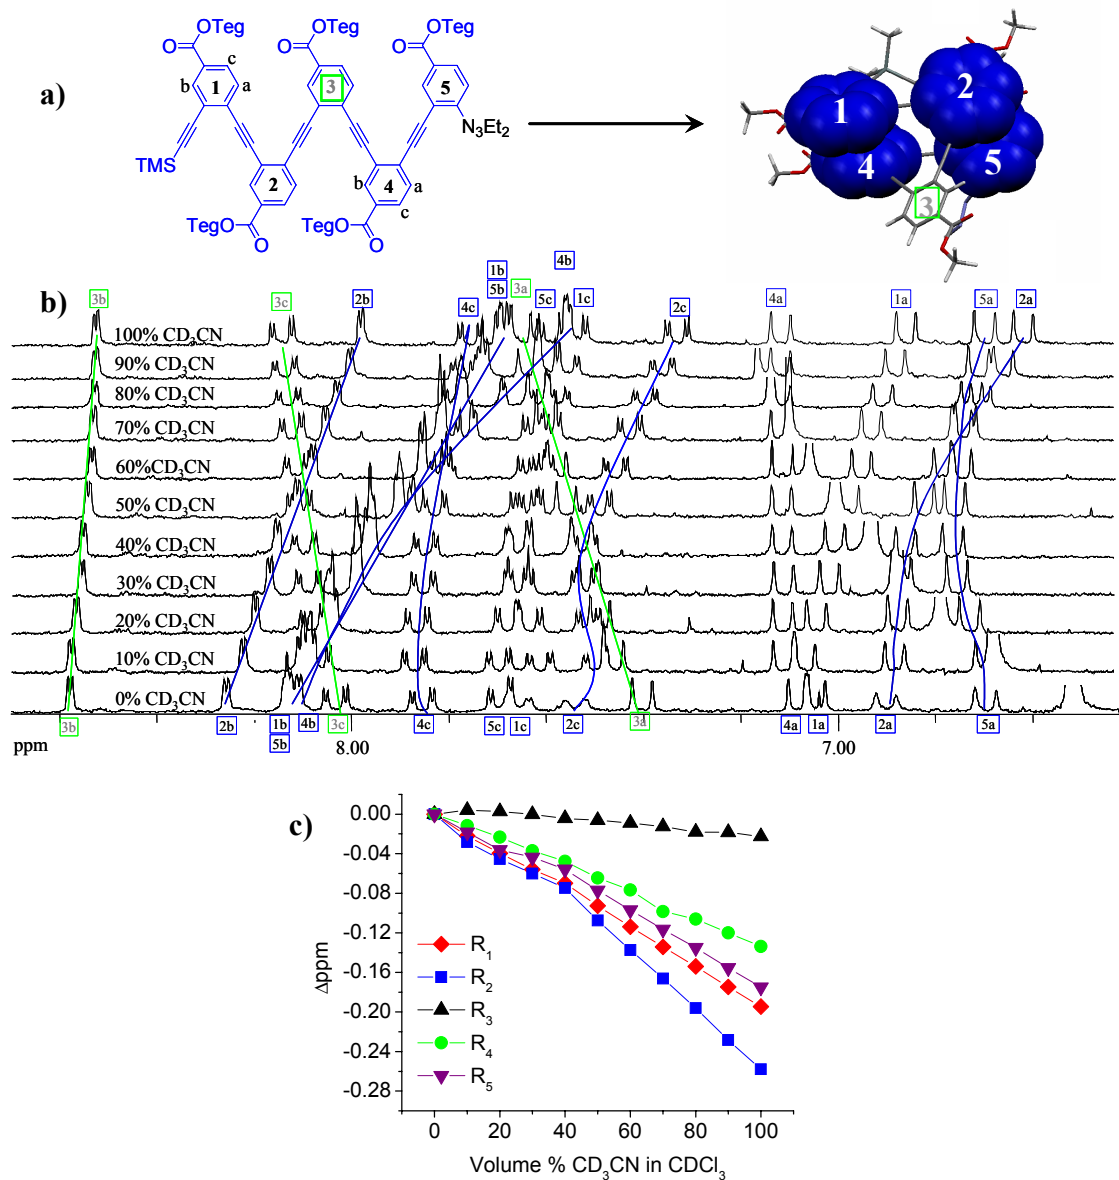 a)
OTeg OTeg OTeg
O O O
c
b 1 a 3 5
N3Et2
TMS
2 b 4 a
c
TegO O TegO O
1 2
4 5
3
b)
3b 3c 2b 4c 1b 5b 3a 5c 4b 1c 2c 4a 1a 5a 2a
100% CD3CN
90% CD3CN
80% CD3CN
70% CD3CN
60%CD3CN
50% CD3CN
40% CD3CN
30% CD3CN
20% CD3CN
10% CD3CN
0% CD3CN
3b 2b 1b 5b 4b 3c 4c 5c 1c 2c 3a 4a 1a 2a 5a
ppm 8.00 7.00
c)
0.00
-0.04
-0.08
-0.12
-0.16
-0.20
-0.24
-0.28
Δppm
R1
R2
R3
R4
R5
0 20 40 60 80 100
Volume % CD3CN in CDCl3